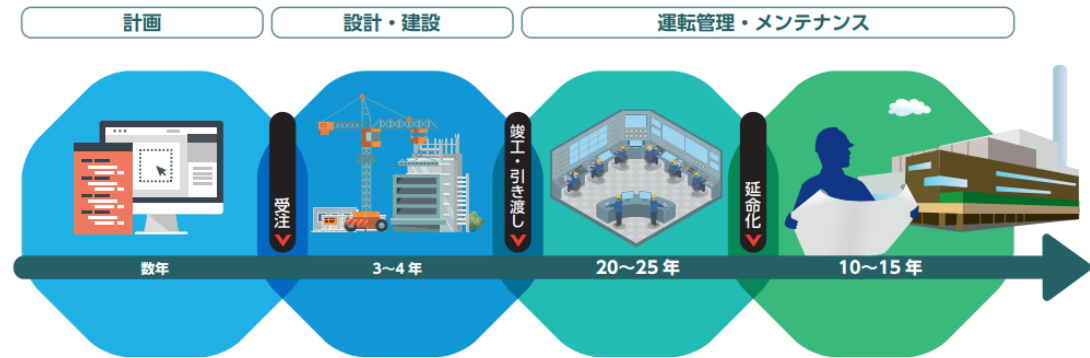 計画
設計・建設
運転管理・メンテナンス
受注
竣工・引き渡し
延命化
数年
3〜4 年
20〜25 年
10〜15 年